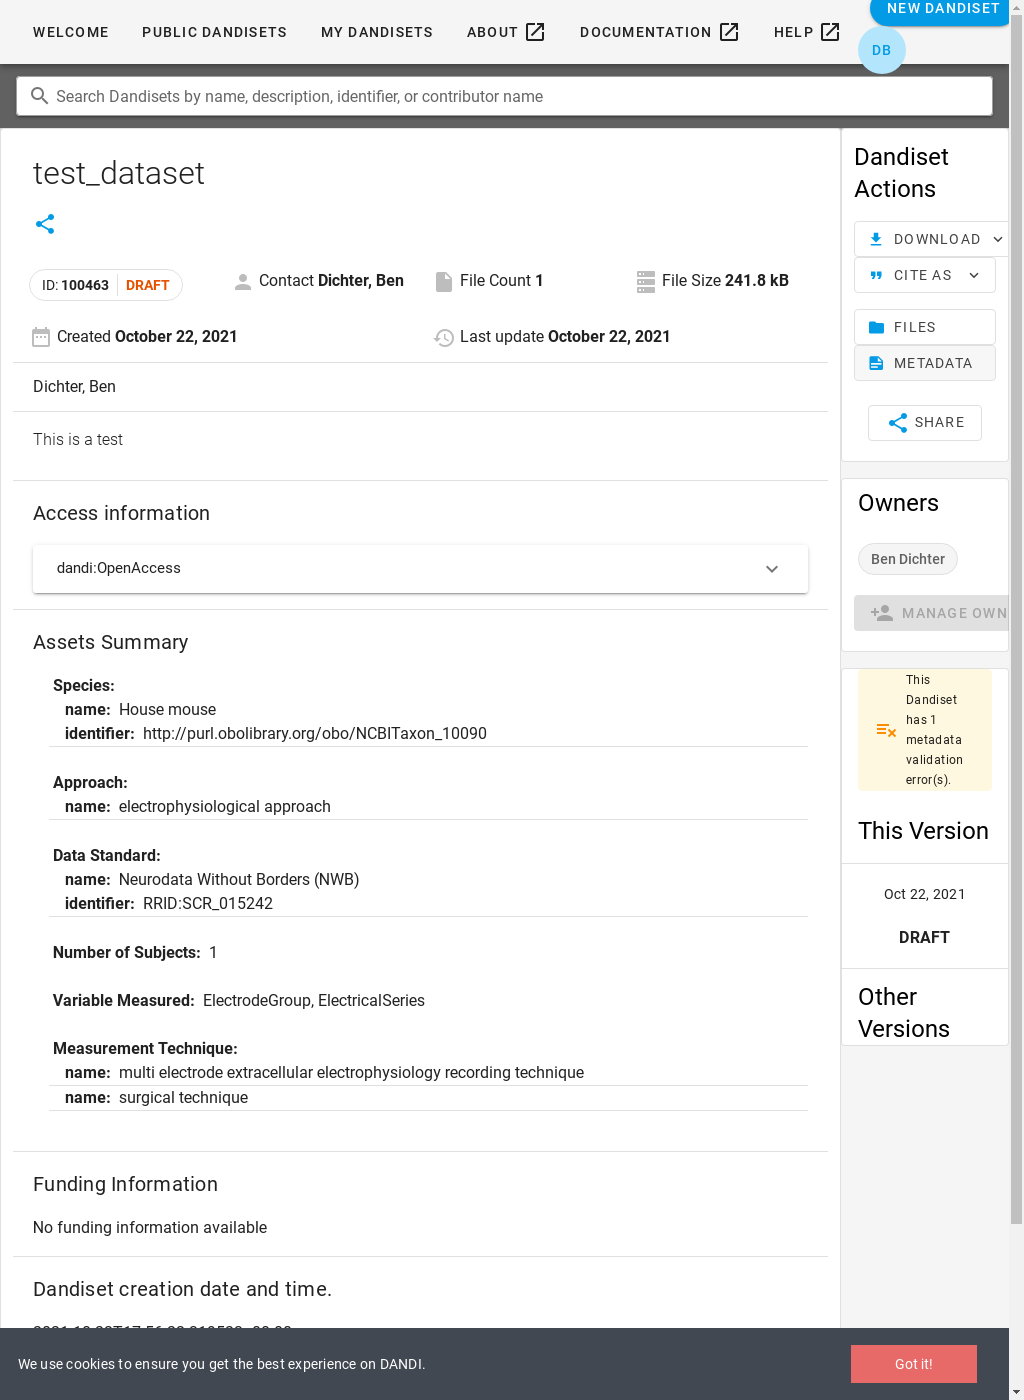 NEW DANDISET
WELCOME PUBLIC DANDISETS MY DANDISETS ABOUT DOCUMENTATION HELP
DB
Search Dandisets by name, description, identifier, or contributor name
test_dataset
ID: 100463 DRAFT
Contact Dichter, Ben
File Count 1
File Size 241.8 kB
Created October 22, 2021
Last update October 22, 2021
Dichter, Ben
This is a test
Access information
dandi:OpenAccess
Assets Summary
Species:
name: House mouse
identifier: http://purl.obolibrary.org/obo/NCBITaxon_10090
Approach:
name: electrophysiological approach
Data Standard:
name: Neurodata Without Borders (NWB)
identifier: RRID:SCR_015242
Number of Subjects: 1
Variable Measured: ElectrodeGroup, ElectricalSeries
Measurement Technique:
name: multi electrode extracellular electrophysiology recording technique
name: surgical technique
Funding Information
No funding information available
Dandiset creation date and time.
Dandiset
Actions
DOWNLOAD
CITE AS
FILES
METADATA
SHARE
Owners
Ben Dichter
MANAGE OWN
This
Dandiset
has 1
metadata
validation
error(s).
This Version
Oct 22, 2021
DRAFT
Other
Versions
We use cookies to ensure you get the best experience on DANDI.
Got it!